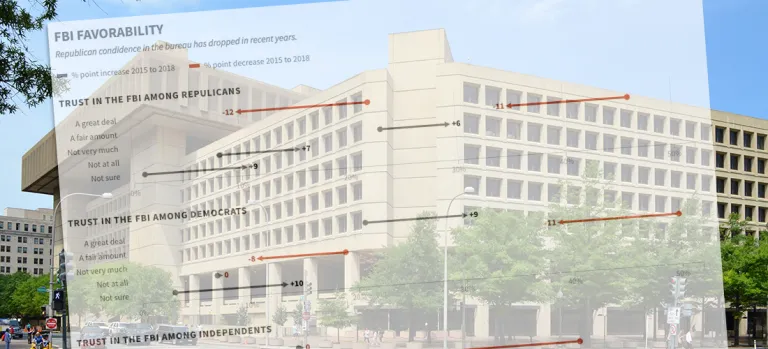 FBI FAVORABILITY
Republican condidence in the bureau has dropped in recent years.
% point increase 2015 to 2018 % point decrease 2015 to 2018
TRUST IN THE FBI AMONG REPUBLICANS
A great deal -12
A fair amount -11
Not very much +6
Not at all +7
Not sure +9
TRUST IN THE FBI AMONG DEMOCRATS
A great deal +9
A fair amount -11
Not very much -8
Not at all 0
Not sure +10
TRUST IN THE FBI AMONG INDEPENDENTS
0